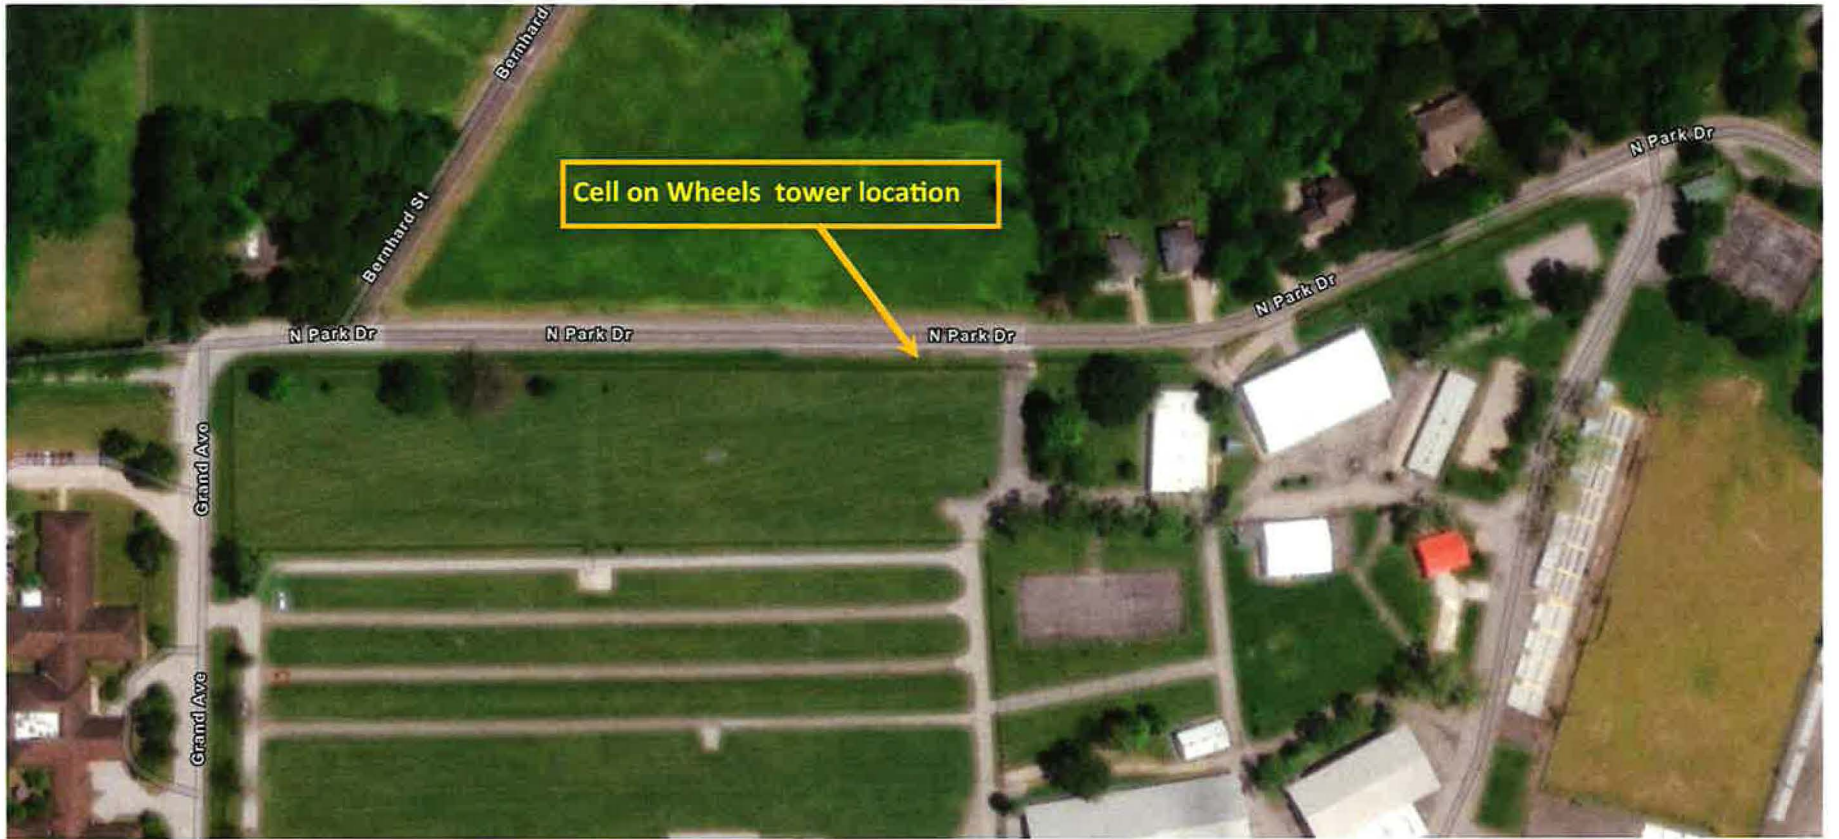 Bernhard
Cell on Wheels  tower location
N Park Dr
Bernhard St
N Park Dr
N Park Dr
N Park Dr
N Park Dr
Grand Ave
Grand Ave